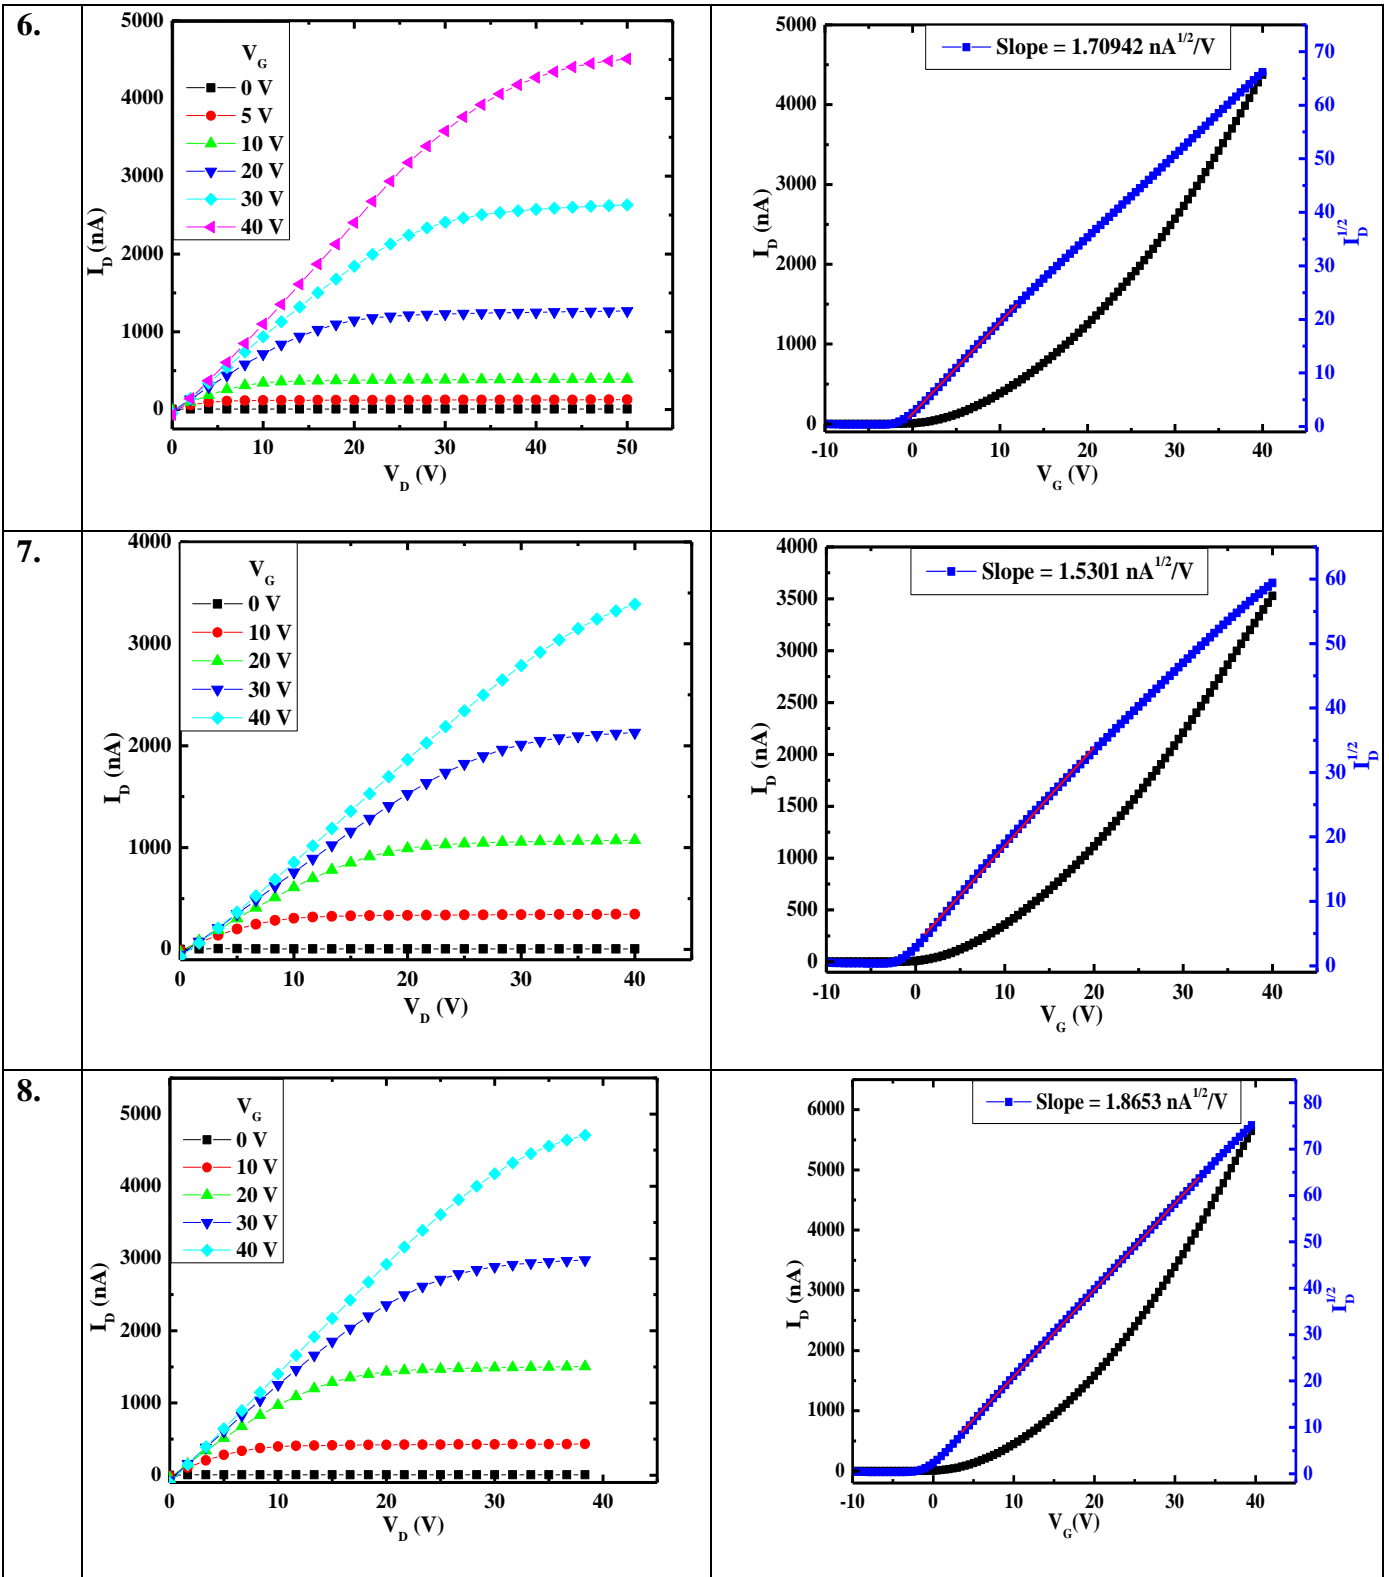 6.
5000
4000
3000
2000
1000
0
I_D (nA)
V_G
0 V
5 V
10 V
20 V
30 V
40 V
0 10 20 30 40 50
V_D (V)
5000
4000
3000
2000
1000
0
I_D (nA)
Slope = 1.70942 nA^1/2/V
70
60
50
40
30
20
10
0
I_D^1/2
-10 0 10 20 30 40
V_G (V)
7.
4000
3000
2000
1000
0
I_D (nA)
V_G
0 V
10 V
20 V
30 V
40 V
0 10 20 30 40
V_D (V)
4000
3500
3000
2500
2000
1500
1000
500
0
I_D (nA)
Slope = 1.5301 nA^1/2/V
60
50
40
30
20
10
0
I_D^1/2
-10 0 10 20 30 40
V_G (V)
8.
5000
4000
3000
2000
1000
0
I_D (nA)
V_G
0 V
10 V
20 V
30 V
40 V
0 10 20 30 40
V_D (V)
6000
5000
4000
3000
2000
1000
0
I_D (nA)
Slope = 1.8653 nA^1/2/V
80
70
60
50
40
30
20
10
0
I_D^1/2
-10 0 10 20 30 40
V_G(V)